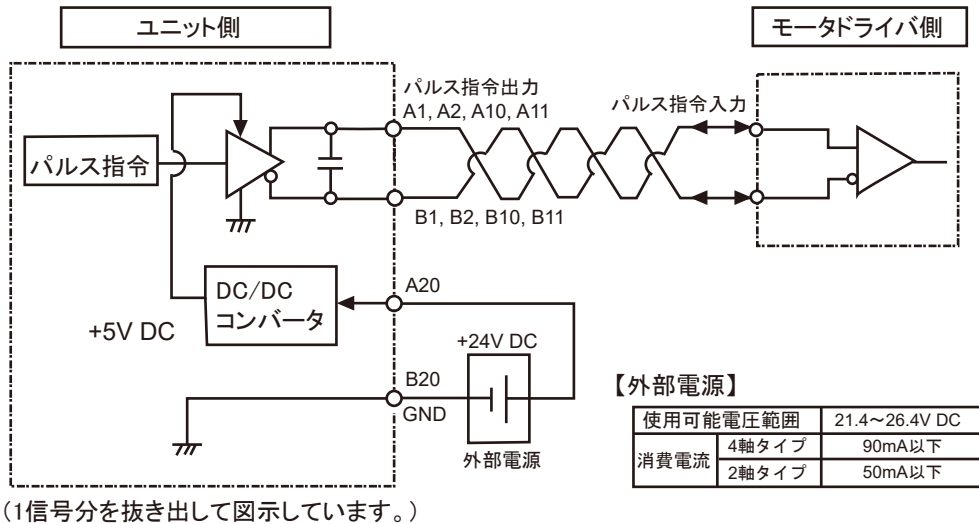 ユニット側
モータドライバ側
パルス指令出力
A1, A2, A10, A11
パルス指令入力
パルス指令
B1, B2, B10, B11
DC/DC
コンバータ
A20
+5V DC
+24V DC
B20
GND
外部電源
【外部電源】
使用可能電圧範囲 21.4～26.4V DC
消費電流 4軸タイプ 90mA以下
2軸タイプ 50mA以下
(1信号分を抜き出して図示しています。)